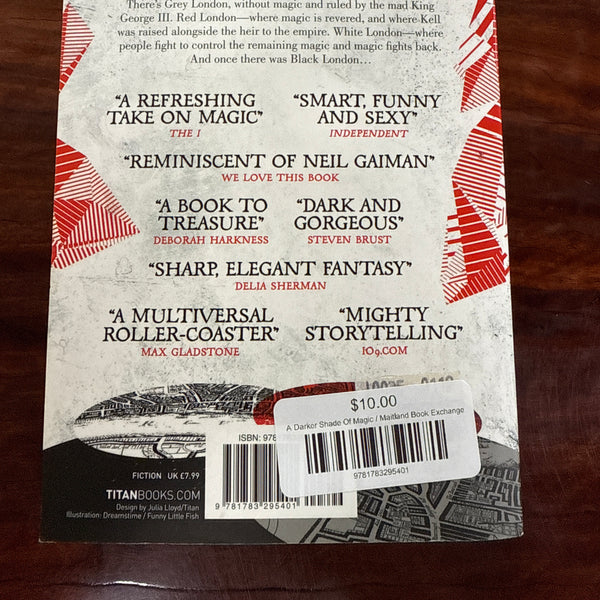 There's Grey London, without magic and ruled by the mad King
George III. Red London—where magic is revered, and where Kell
was raised alongside the heir to the empire. White London—where
people fight to control the remaining magic and magic fights back.
And once there was Black London…
"A REFRESHING
TAKE ON MAGIC"
THE I
"SMART, FUNNY
AND SEXY"
INDEPENDENT
"REMINISCENT OF NEIL GAIMAN"
WE LOVE THIS BOOK
"A BOOK TO
TREASURE"
DEBORAH HARKNESS
"DARK AND
GORGEOUS"
STEVEN BRUST
"SHARP, ELEGANT FANTASY"
DELIA SHERMAN
"A MULTIVERSAL
ROLLER-COASTER"
MAX GLADSTONE
"MIGHTY
STORYTELLING"
IO9.COM
$10.00
A Darker Shade Of Magic / Maitland Book Exchange
9781783295401
ISBN: 978
9 781783 295401
FICTION UK £7.99
TITANBOOKS.COM
Design by Julia Lloyd/Titan
Illustration: Dreamstime / Funny Little Fish